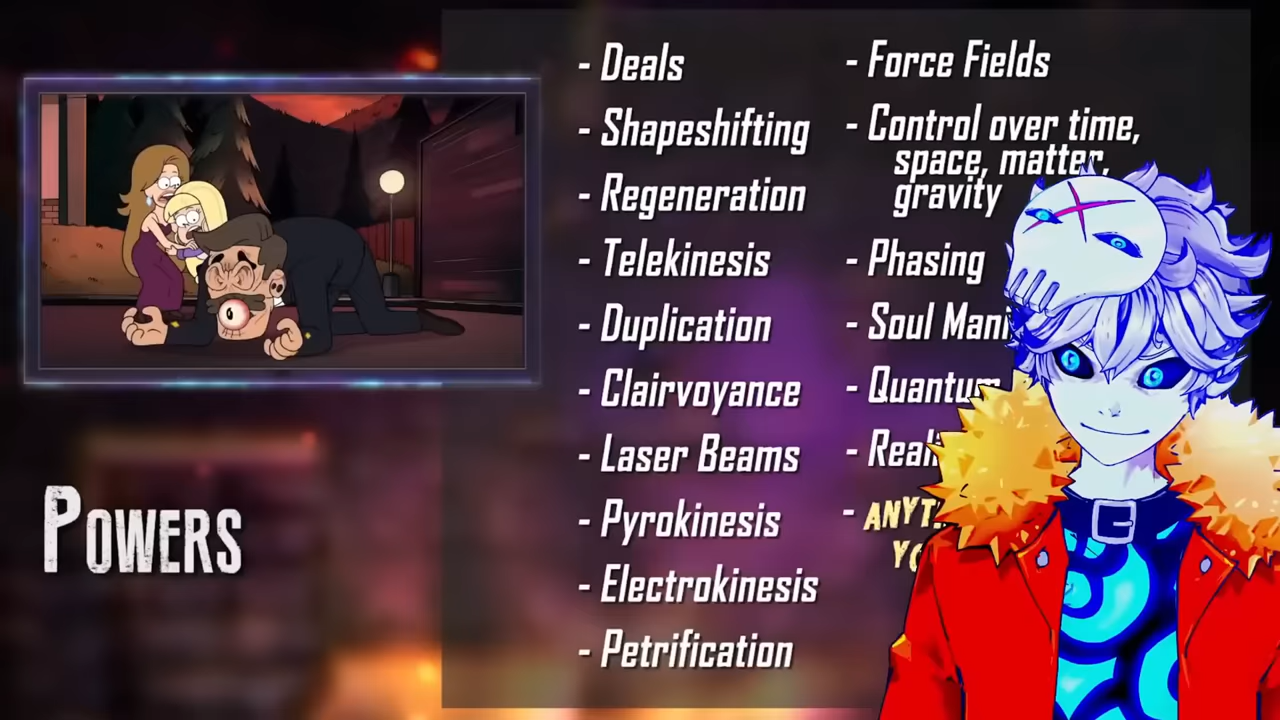 - Deals
- Shapeshifting
- Regeneration
- Telekinesis
- Duplication
- Clairvoyance
- Laser Beams
- Pyrokinesis
- Electrokinesis
- Petrification
- Force Fields
- Control over time,
space, matter,
gravity
- Phasing
- Soul
-
-
-
Powers